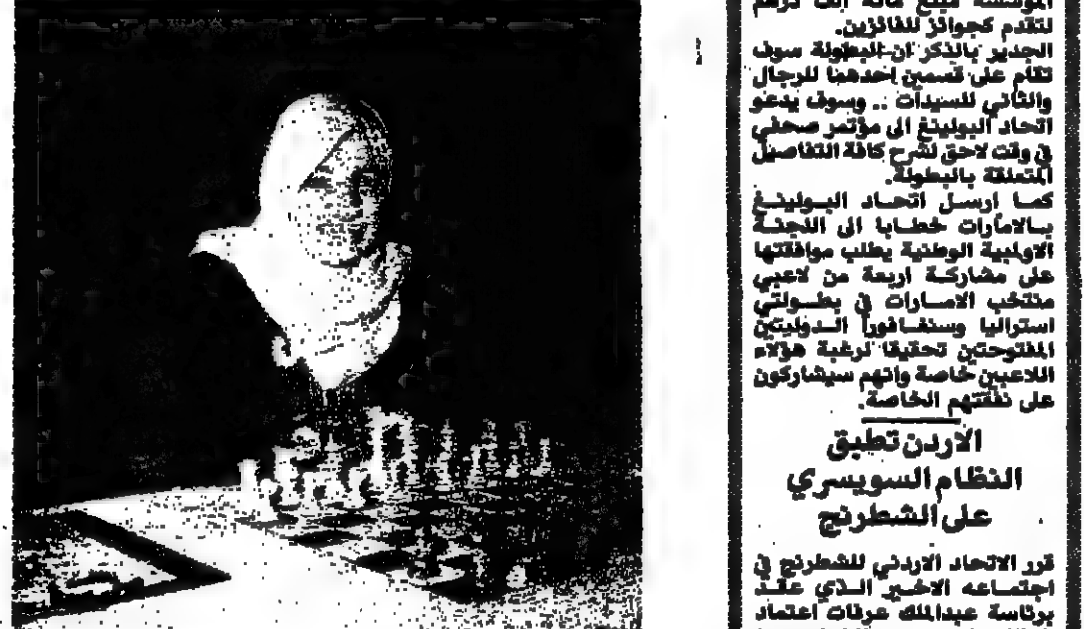 المؤسسة مبلغ مائة الف درهم
لتقدم كجوائز للفائزين.
الجدير بالذكر ان البطولة سوف
تقام على قسمين احدهما للرجال
والثاني للسيدات .. وسوف يدعو
اتحاد البولينغ الى مؤتمر صحفي
في وقت لاحق لشرح كافة التفاصيل
المتعلقة بالبطولة.
كما ارسل اتحاد البولينغ
بالامارات خطابا الى اللجنة
الاولمبية الوطنية يطلب موافقتها
على مشاركة اربعة من لاعبي
منتخب الامارات في بطولتي
استراليا وسنغافورا الدوليتين
المفتوحتين تحقيقا لرغبة هؤلاء
اللاعبين خاصة وانهم سيشاركون
على نفقتهم الخاصة.
الاردن تطبق
النظام السويسري
على الشطرنج
قرر الاتحاد الاردني للشطرنج في
اجتماعه الاخير الذي عقد
برئاسة عبدالملك عرفات اعتماد